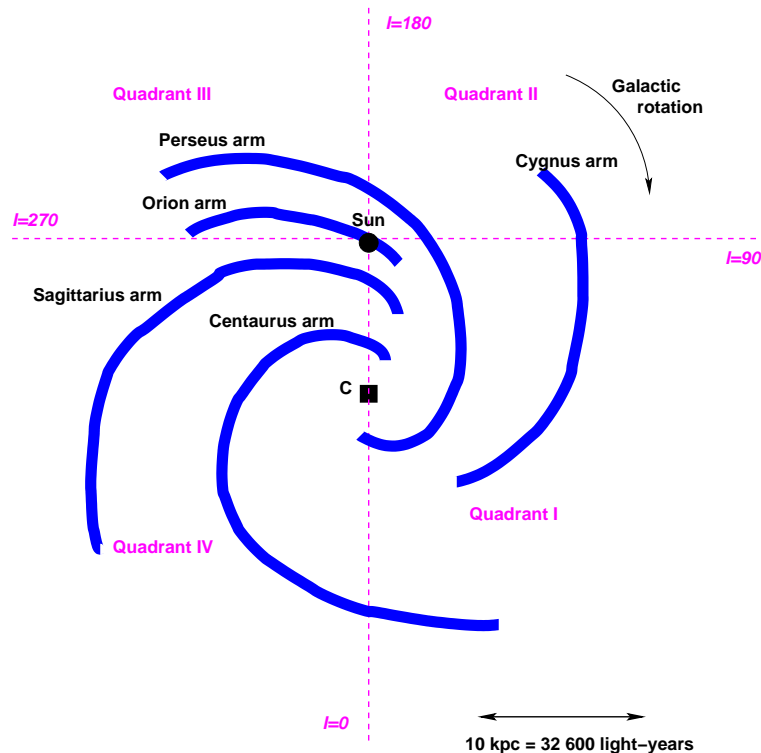 l=180
Quadrant III
Quadrant II
Galactic
rotation
Perseus arm
Cygnus arm
Orion arm
l=270
Sun
l=90
Sagittarius arm
Centaurus arm
C
Quadrant I
Quadrant IV
l=0
10 kpc = 32 600 light−years